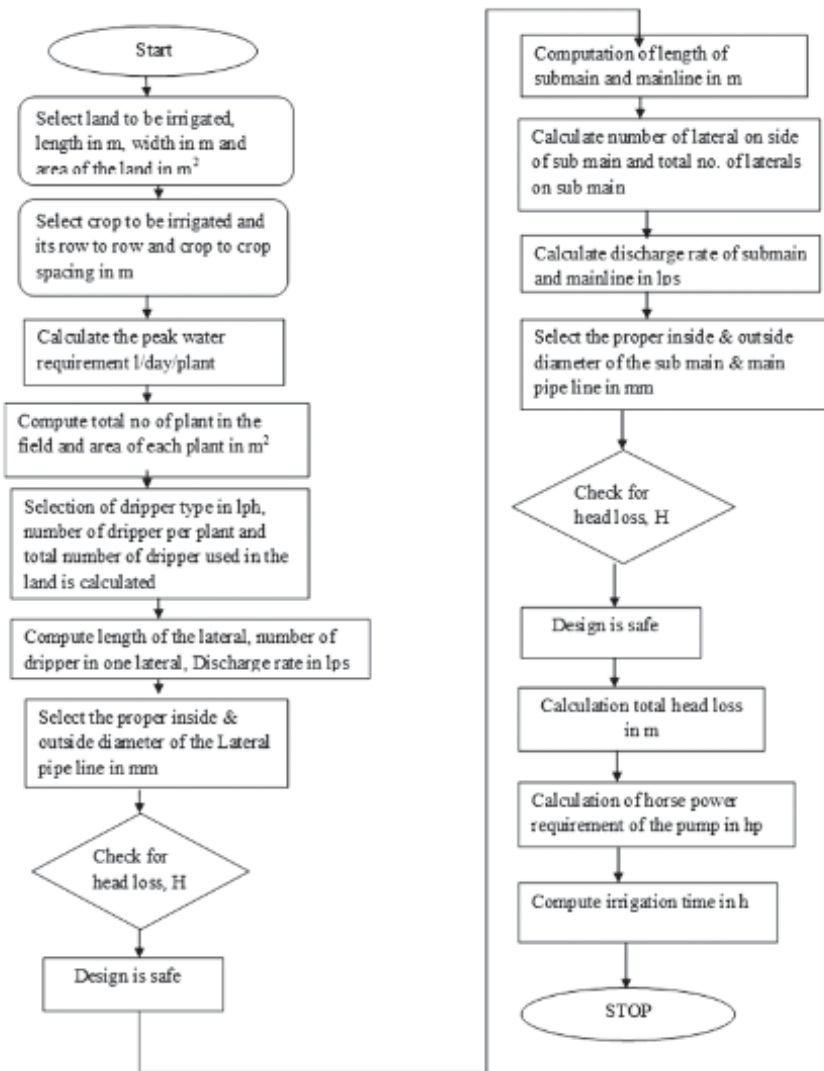 Start
Select land to be irrigated,
length in m, width in m and
area of the land in m²
Select crop to be irrigated and
its row to row and crop to crop
spacing in m
Calculate the peak water
requirement l/day/plant
Compute total no of plant in the
field and area of each plant in m²
Selection of dripper type in lph,
number of dripper per plant and
total number of dripper used in the
land is calculated
Compute length of the lateral, number of
dripper in one lateral, Discharge rate in lps
Select the proper inside &
outside diameter of the Lateral
pipe line in mm
Check for
head loss, H
Design is safe
Computation of length of
submain and mainline in m
Calculate number of lateral on side
of sub main and total no. of laterals
on sub main
Calculate discharge rate of submain
and mainline in lps
Select the proper inside & outside
diameter of the sub main & main
pipe line in mm
Check for
head loss, H
Design is safe
Calculation total head loss
in m
Calculation of horse power
requirement of the pump in hp
Compute irrigation time in h
STOP